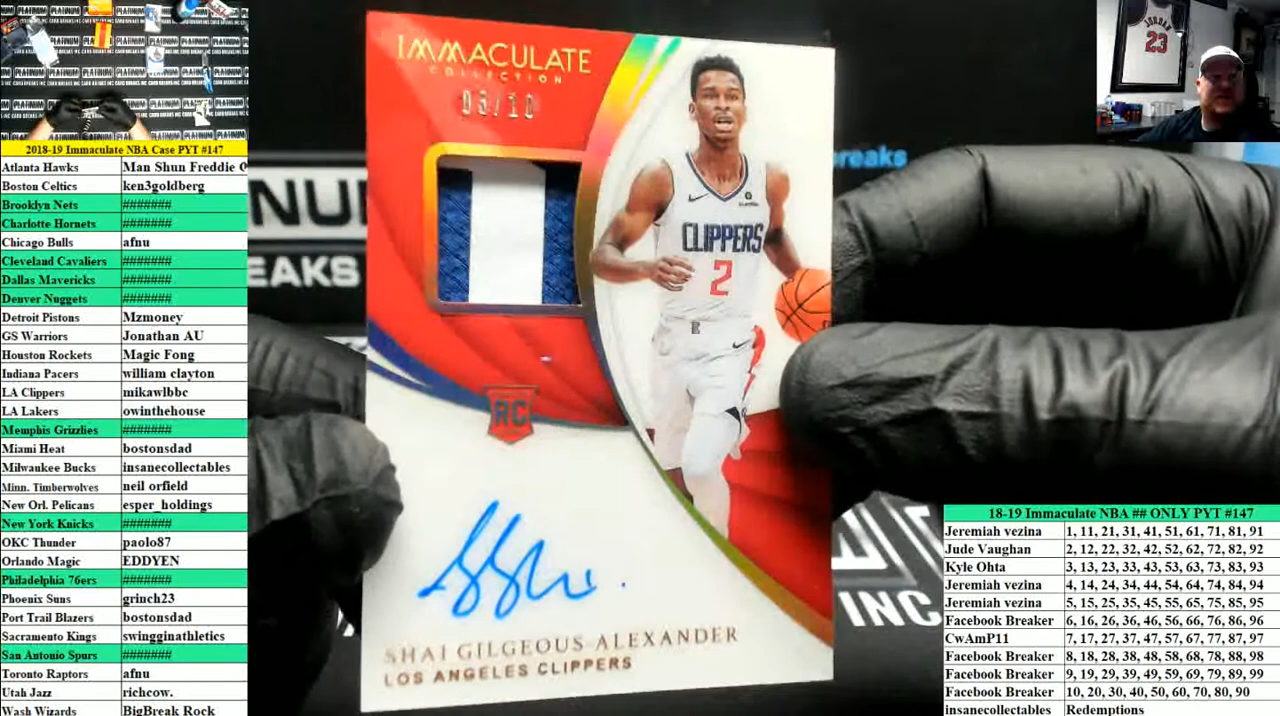 2018-19 Immaculate NBA Case PYT #147
Atlanta Hawks Man Shun Freddie
Boston Celtics ken3goldberg
Brooklyn Nets #######
Charlotte Hornets #######
Chicago Bulls afnu
Cleveland Cavaliers #######
Dallas Mavericks #######
Denver Nuggets #######
Detroit Pistons Mzmoney
GS Warriors Jonathan AU
Houston Rockets Magic Fong
Indiana Pacers william clayton
LA Clippers mikawlbbc
LA Lakers owinthehouse
Memphis Grizzlies #######
Miami Heat bostonsdad
Milwaukee Bucks insanecollectables
Minn. Timberwolves neil orfield
New Orl. Pelicans esper_holdings
New York Knicks #######
OKC Thunder paolo87
Orlando Magic EDDYEN
Philadelphia 76ers #######
Phoenix Suns grinch23
Port Trail Blazers bostonsdad
Sacramento Kings swingginathletics
San Antonio Spurs #######
Toronto Raptors afnu
Utah Jazz richcow.
Wash Wizards BigBreak Rock
IMMACULATE
COLLECTION
/10
CLIPPERS
2
RC
SHAI GILGEOUS-ALEXANDER
LOS ANGELES CLIPPERS
NU
EAKS
breaks
INC
JORDAN
23
18-19 Immaculate NBA ## ONLY PYT #147
Jeremiah vezina 1, 11, 21, 31, 41, 51, 61, 71, 81, 91
Jude Vaughan 2, 12, 22, 32, 42, 52, 62, 72, 82, 92
Kyle Ohta 3, 13, 23, 33, 43, 53, 63, 73, 83, 93
Jeremiah vezina 4, 14, 24, 34, 44, 54, 64, 74, 84, 94
Jeremiah vezina 5, 15, 25, 35, 45, 55, 65, 75, 85, 95
Facebook Breaker 6, 16, 26, 36, 46, 56, 66, 76, 86, 96
CwAmP11 7, 17, 27, 37, 47, 57, 67, 77, 87, 97
Facebook Breaker 8, 18, 28, 38, 48, 58, 68, 78, 88, 98
Facebook Breaker 9, 19, 29, 39, 49, 59, 69, 79, 89, 99
Facebook Breaker 10, 20, 30, 40, 50, 60, 70, 80, 90
insanecollectables Redemptions